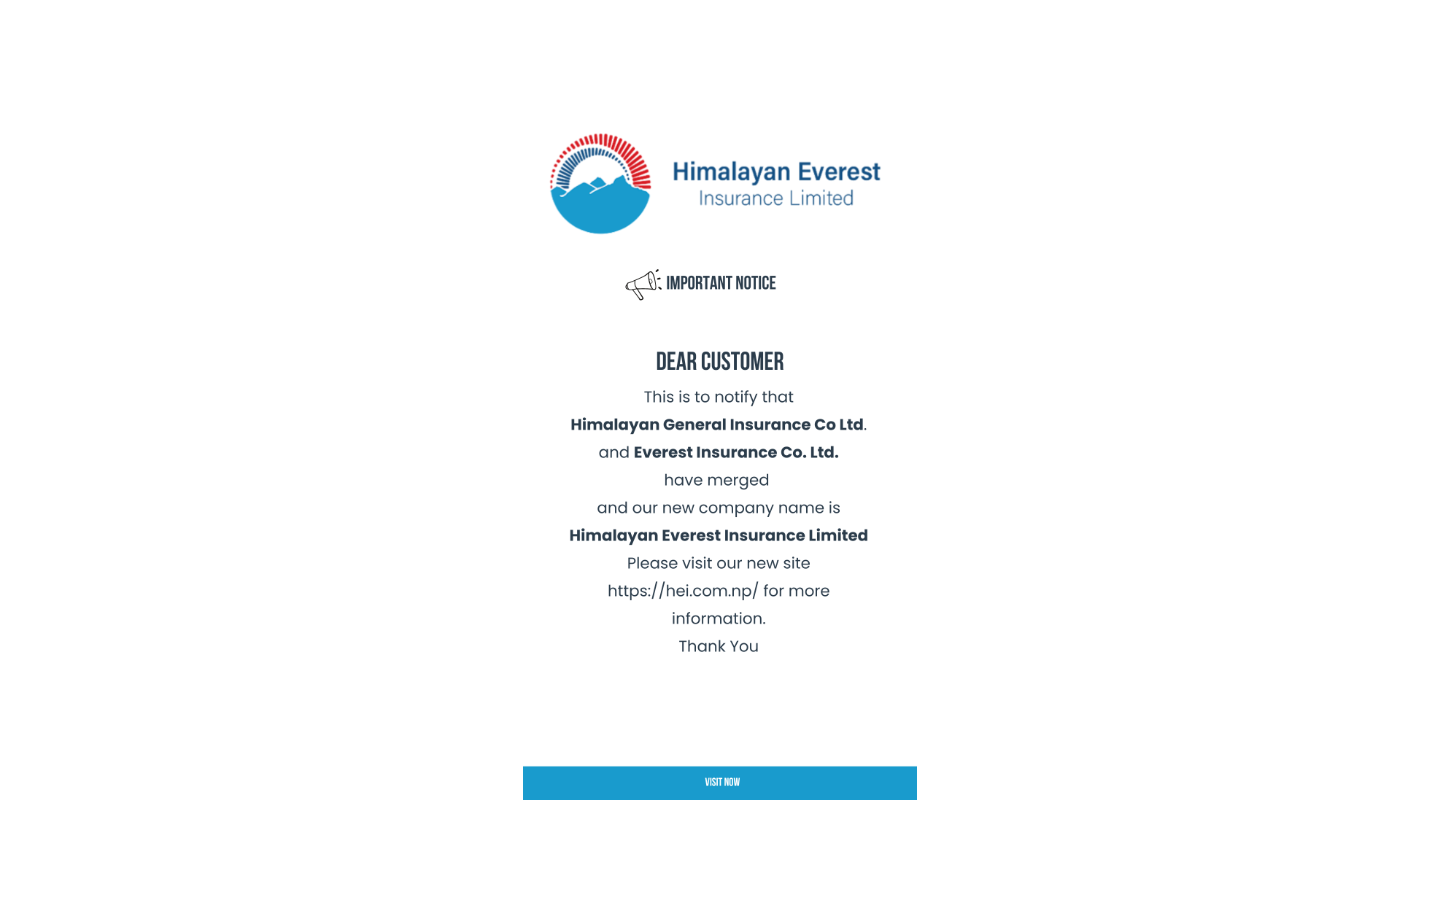 Himalayan Everest
Insurance Limited
IMPORTANT NOTICE
DEAR CUSTOMER
This is to notify that
Himalayan General Insurance Co Ltd.
and Everest Insurance Co. Ltd.
have merged
and our new company name is
Himalayan Everest Insurance Limited
Please visit our new site
https://hei.com.np/ for more
information.
Thank You
VISIT NOW